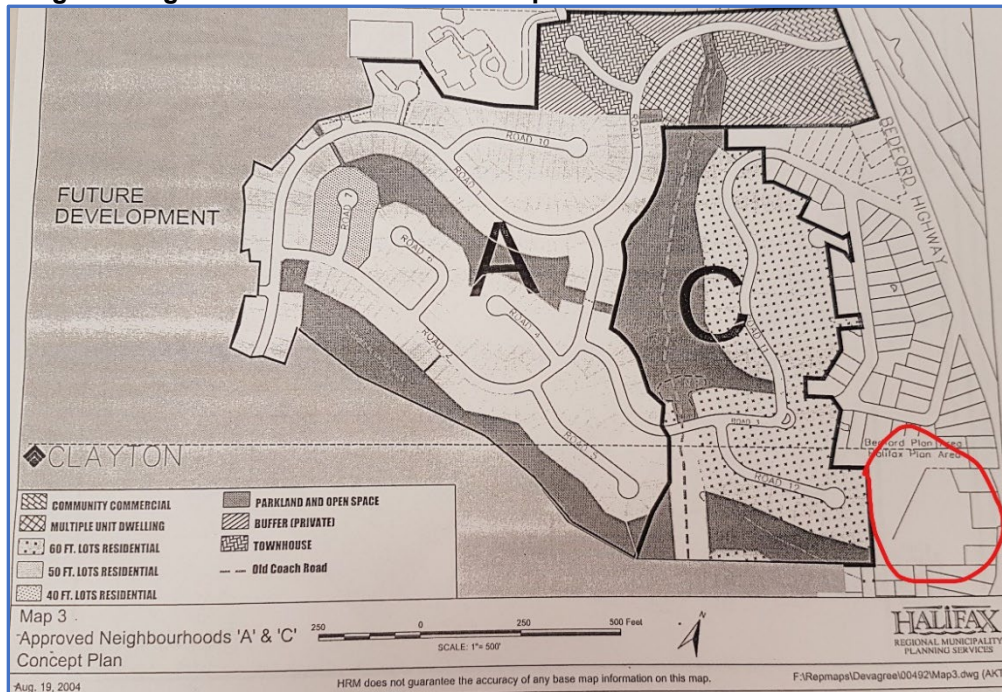 BEDFORD HIGHWAY
ROAD 10
ROAD 1
ROAD 1
FUTURE
DEVELOPMENT
ROAD 7
A
C
ROAD 4
ROAD 11
ROAD 2
ROAD 3
ROAD 5
ROAD 12
Bedford Plan Area
Halifax Plan Area
CLAYTON
COMMUNITY COMMERCIAL
MULTIPLE UNIT DWELLING
60 FT. LOTS RESIDENTIAL
50 FT. LOTS RESIDENTIAL
40 FT. LOTS RESIDENTIAL
PARKLAND AND OPEN SPACE
BUFFER (PRIVATE)
TOWNHOUSE
Old Coach Road
Map 3
Approved Neighbourhoods 'A' & 'C'
Concept Plan
250 0 250 500 Feet
SCALE: 1"= 500'
N
HALIFAX
REGIONAL MUNICIPALITY
PLANNING SERVICES
Aug. 19, 2004
HRM does not guarantee the accuracy of any base map information on this map.
F:\Repmaps\Devagree\00492\Map3.dwg